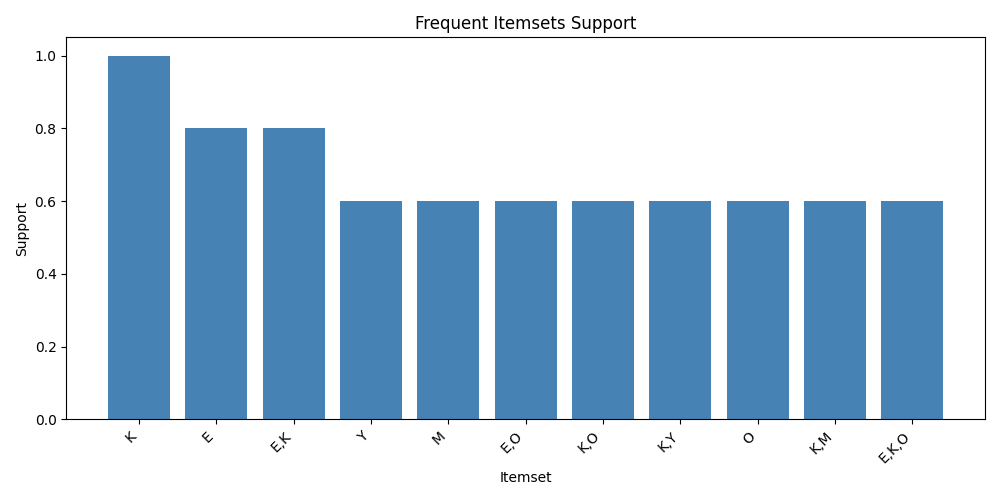 Frequent Itemsets Support
1.0
0.8
0.6
0.4
0.2
0.0
Support
K
E
E,K
Y
M
E,O
K,O
K,Y
O
K,M
E,K,O
Itemset